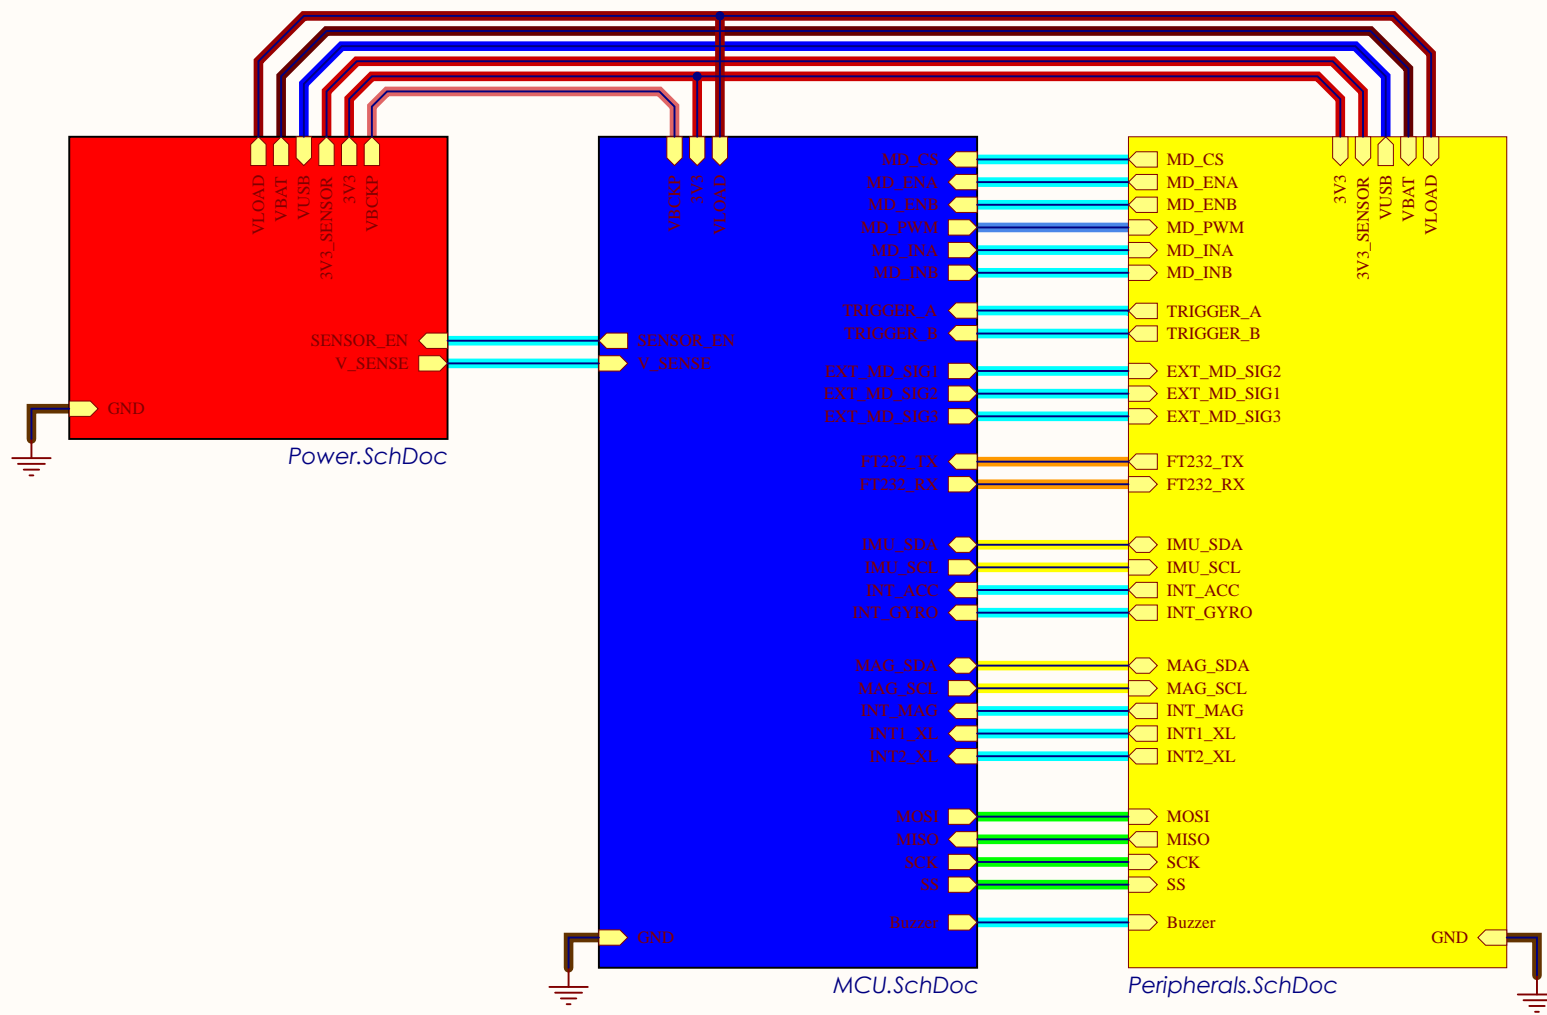 VLOAD
VBAT
VUSB
3V3_SENSOR
3V3
VBCKP
SENSOR_EN
V_SENSE
GND
Power.SchDoc
VBCKP
3V3
VLOAD
SENSOR_EN
V_SENSE
MD_CS
MD_ENA
MD_ENB
MD_PWM
MD_INA
MD_INB
TRIGGER_A
TRIGGER_B
EXT_MD_SIG1
EXT_MD_SIG2
EXT_MD_SIG3
FT232_TX
FT232_RX
IMU_SDA
IMU_SCL
INT_ACC
INT_GYRO
MAG_SDA
MAG_SCL
INT_MAG
INT1_XL
INT2_XL
MOSI
MISO
SCK
SS
Buzzer
GND
MCU.SchDoc
3V3
3V3_SENSOR
VUSB
VBAT
VLOAD
MD_CS
MD_ENA
MD_ENB
MD_PWM
MD_INA
MD_INB
TRIGGER_A
TRIGGER_B
EXT_MD_SIG2
EXT_MD_SIG1
EXT_MD_SIG3
FT232_TX
FT232_RX
IMU_SDA
IMU_SCL
INT_ACC
INT_GYRO
MAG_SDA
MAG_SCL
INT_MAG
INT1_XL
INT2_XL
MOSI
MISO
SCK
SS
Buzzer
GND
Peripherals.SchDoc